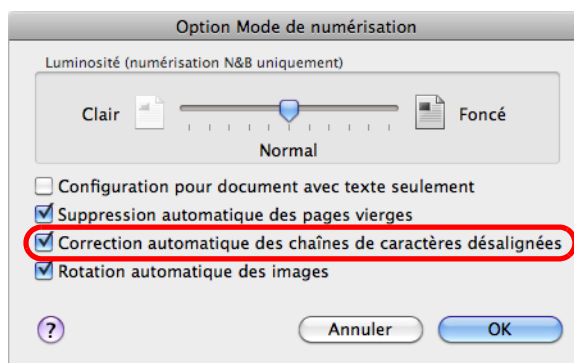 Option Mode de numérisation
Luminosité (numérisation N&B uniquement)
Clair Foncé
Normal
Configuration pour document avec texte seulement
Suppression automatique des pages vierges
Correction automatique des chaînes de caractères désalignées
Rotation automatique des images
? Annuler OK